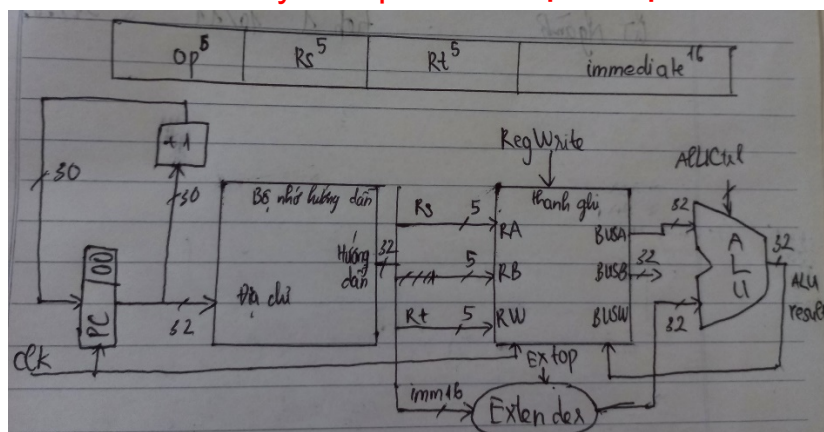 Op⁶ Rs⁵ Rt⁵ immediate¹⁶
+1
30
30
RegWrite
ALUCtrl
Bộ nhớ hướng dẫn
thanh ghi
Rs 5 RA
BUSA 32
Hướng dẫn 32
5 RB
BUSB 32
ALU
32
ALU result
PC 00
32
Địa chỉ
Rt 5 RW
BUSW
32
Clk
Extop
imm16
Extender